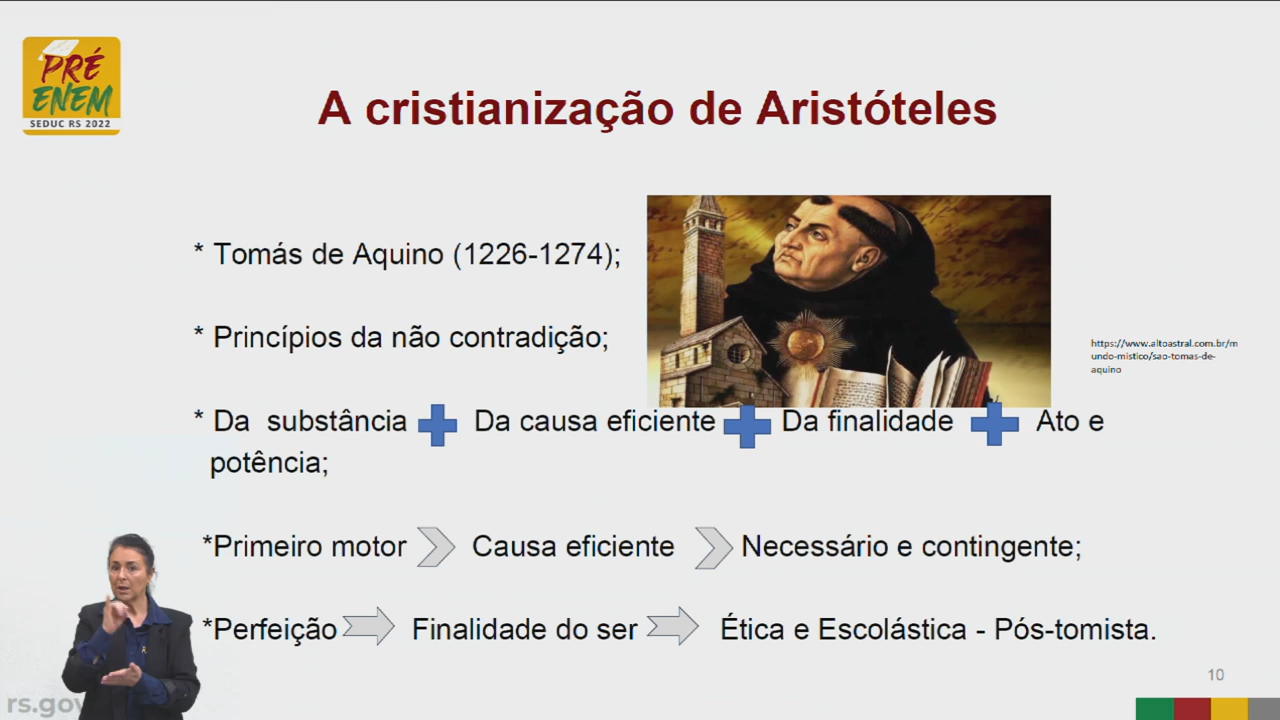 PRÉ
ENEM
SEDUC RS 2022
A cristianização de Aristóteles
* Tomás de Aquino (1226-1274);
* Princípios da não contradição;
https://www.altoastral.com.br/m
undo-mistico/sao-tomas-de-
aquino
* Da substância Da causa eficiente Da finalidade Ato e
potência;
*Primeiro motor Causa eficiente Necessário e contingente;
*Perfeição Finalidade do ser Ética e Escolástica - Pós-tomista.
10
rs.gov